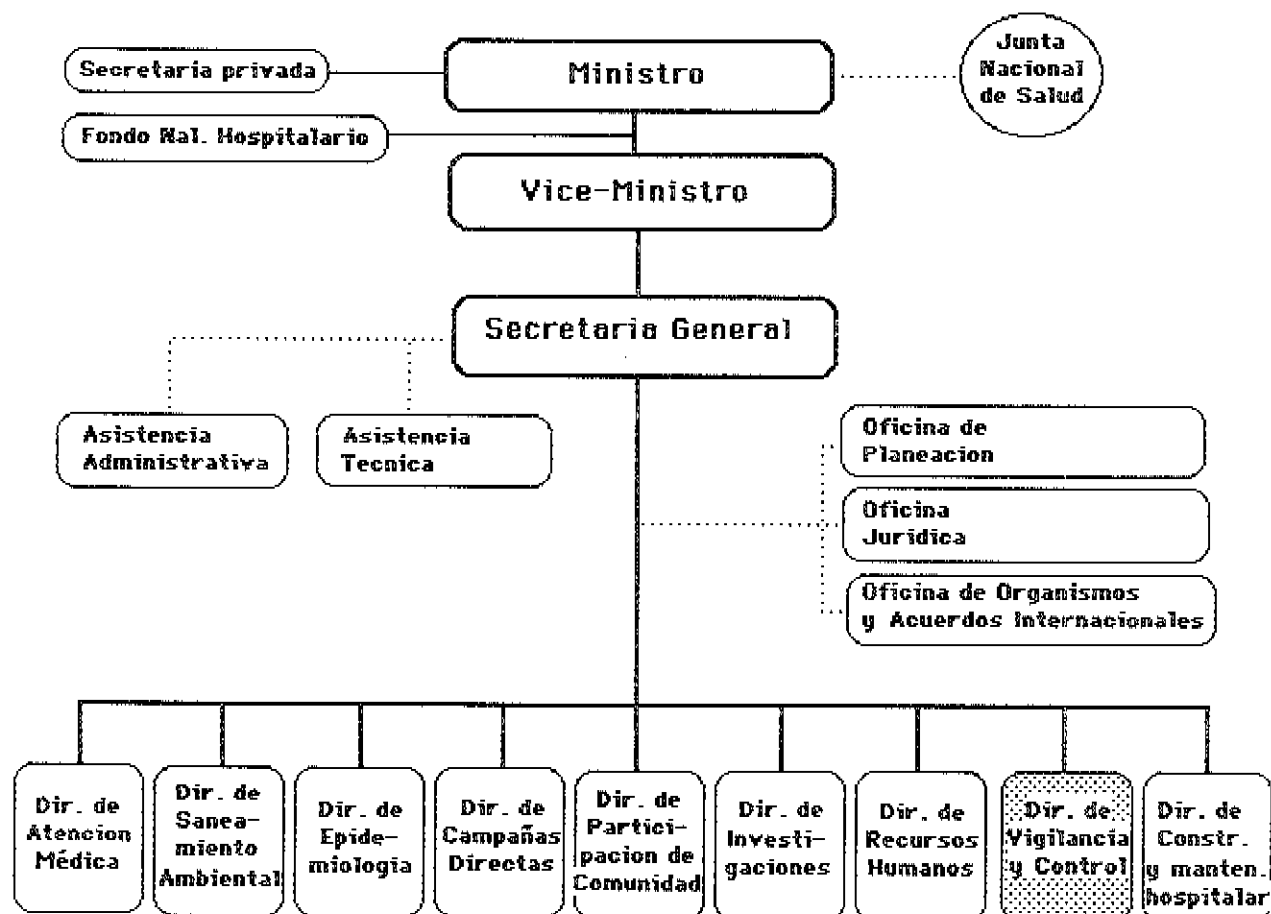 Secretaria privada
Ministro
Junta
Nacional
de Salud
Fondo Nal. Hospitalario
Vice-Ministro
Secretaria General
Asistencia
Administrativa
Asistencia
Tecnica
Oficina de
Planeacion
Oficina
Jurídica
Oficina de Organismos
y Acuerdos Internacionales
Dir. de
Atencion
Médica
Dir. de
Sanea-
miento
Ambiental
Dir. de
Epide-
miologia
Dir. de
Campañas
Directas
Dir. de
Partici-
pacion de
Comunidad
Dir. de
Investi-
gaciones
Dir. de
Recursos
Humanos
Dir. de
Vigilancia
y Control
Dir. de
Constr.
y manten.
hospitalar